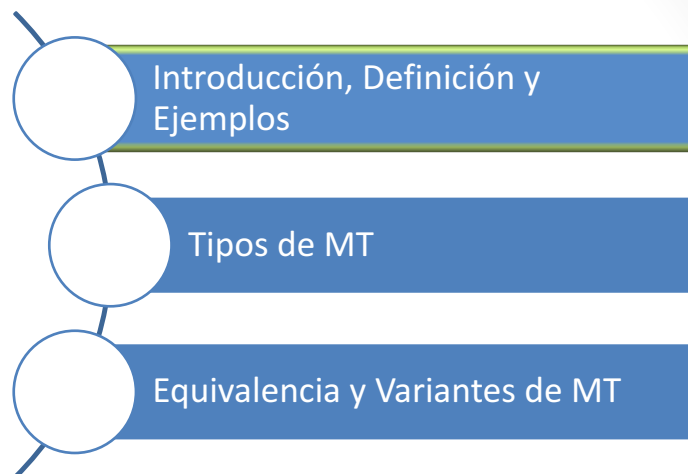 Introducción, Definición y
Ejemplos
Tipos de MT
Equivalencia y Variantes de MT